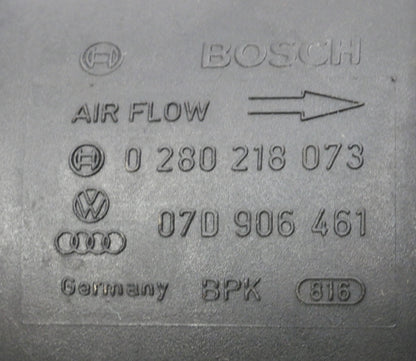 BOSCH
AIR FLOW
0 280 218 073
07D 906 461
Germany BPK 816